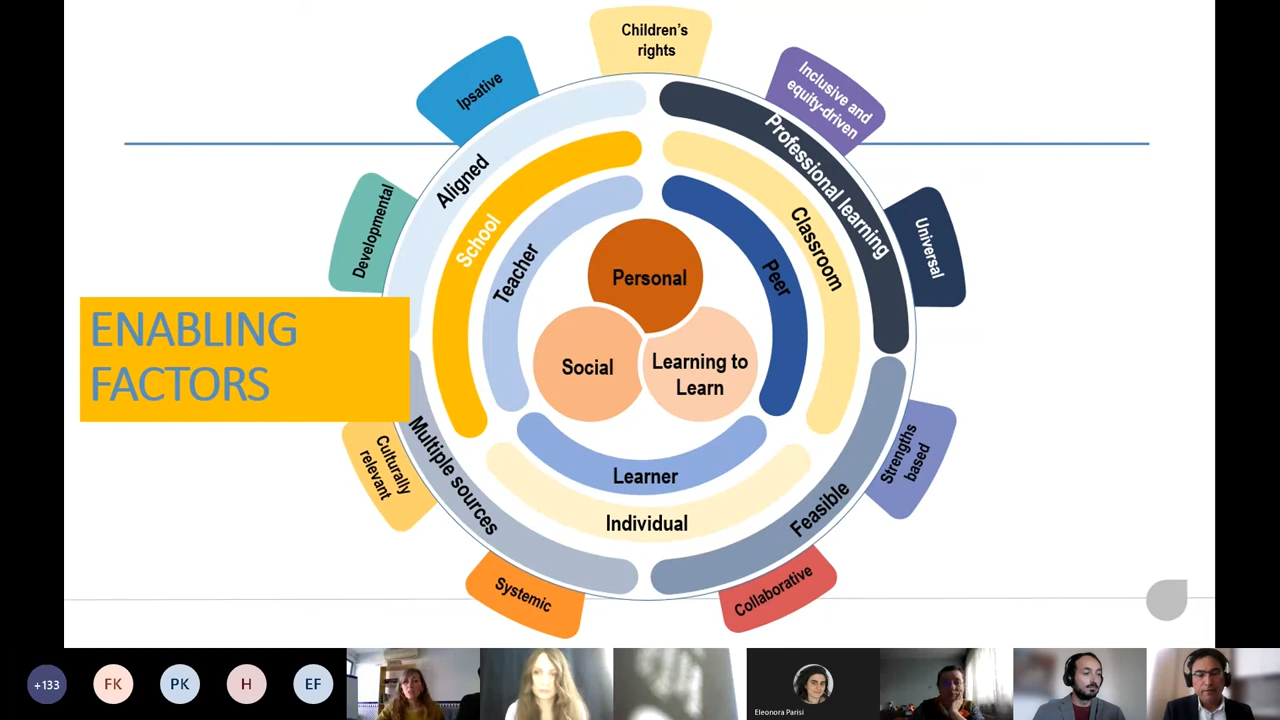 Children's
rights
Ipsative
Inclusive and
equity-driven
Professional learning
Aligned
Developmental
School
Classroom
Universal
Teacher
Peer
Personal
ENABLING
FACTORS
Social
Learning to
Learn
Culturally
relevant
Multiple sources
Learner
Strengths
based
Individual
Feasible
Systemic
Collaborative
+133
FK
PK
H
EF
Eleonora Parisi